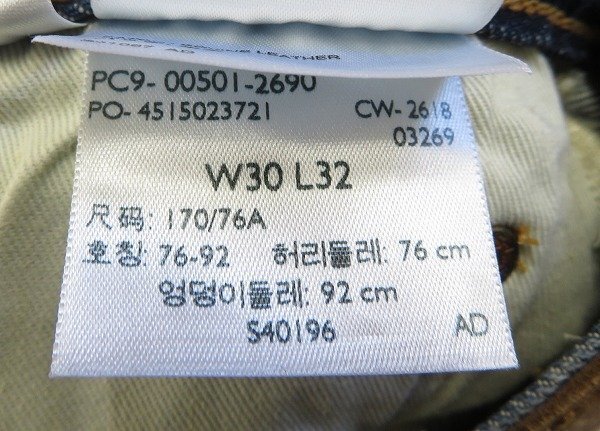 LEATHER
PC9- 00501-2690
PO- 4515023721 CW- 2618
03269
W30 L32
尺码: 170/76A
호칭: 76-92 허리둘레: 76 cm
엉덩이둘레: 92 cm
S40196 AD